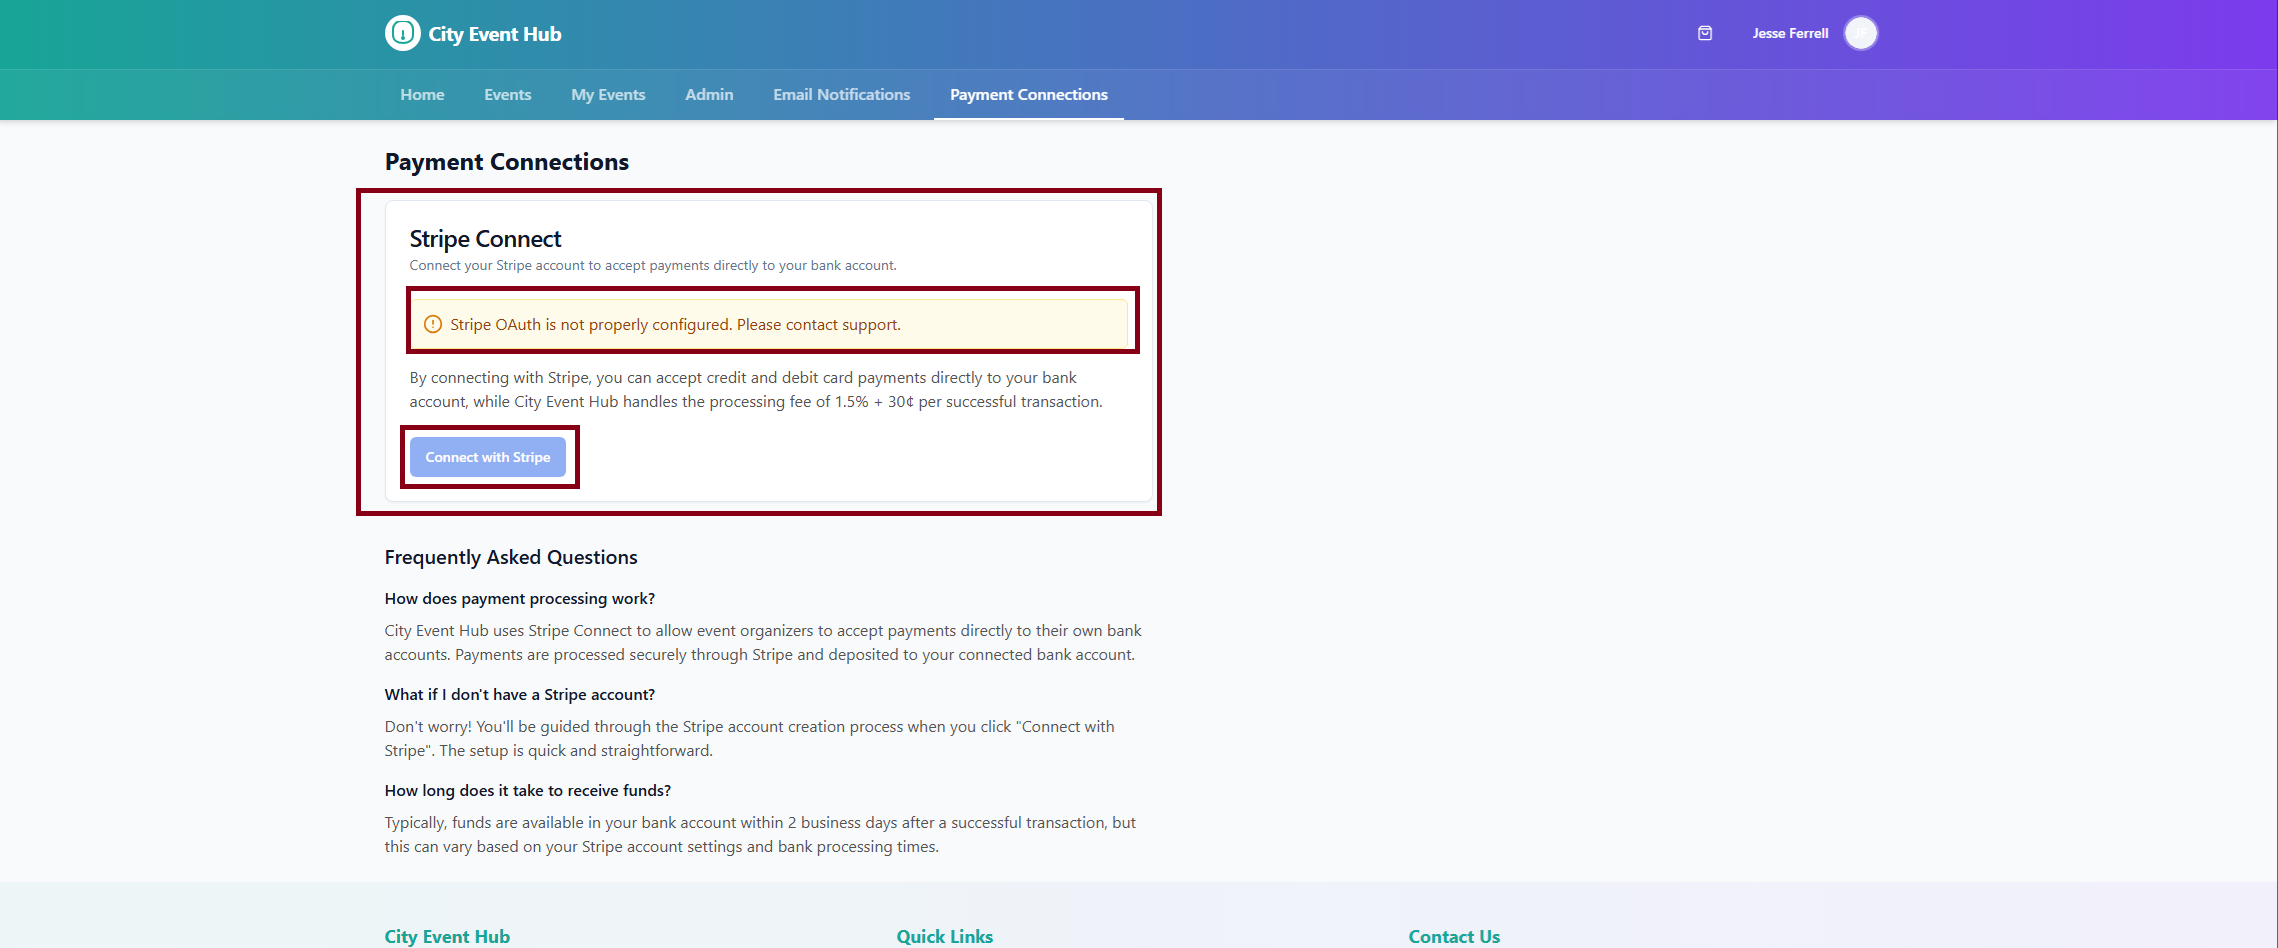 City Event Hub
Jesse Ferrell
JF
Home
Events
My Events
Admin
Email Notifications
Payment Connections
Payment Connections
Stripe Connect
Connect your Stripe account to accept payments directly to your bank account.
Stripe OAuth is not properly configured. Please contact support.
By connecting with Stripe, you can accept credit and debit card payments directly to your bank
account, while City Event Hub handles the processing fee of 1.5% + 30¢ per successful transaction.
Connect with Stripe
Frequently Asked Questions
How does payment processing work?
City Event Hub uses Stripe Connect to allow event organizers to accept payments directly to their own bank
accounts. Payments are processed securely through Stripe and deposited to your connected bank account.
What if I don't have a Stripe account?
Don't worry! You'll be guided through the Stripe account creation process when you click "Connect with
Stripe". The setup is quick and straightforward.
How long does it take to receive funds?
Typically, funds are available in your bank account within 2 business days after a successful transaction, but
this can vary based on your Stripe account settings and bank processing times.
City Event Hub
Quick Links
Contact Us